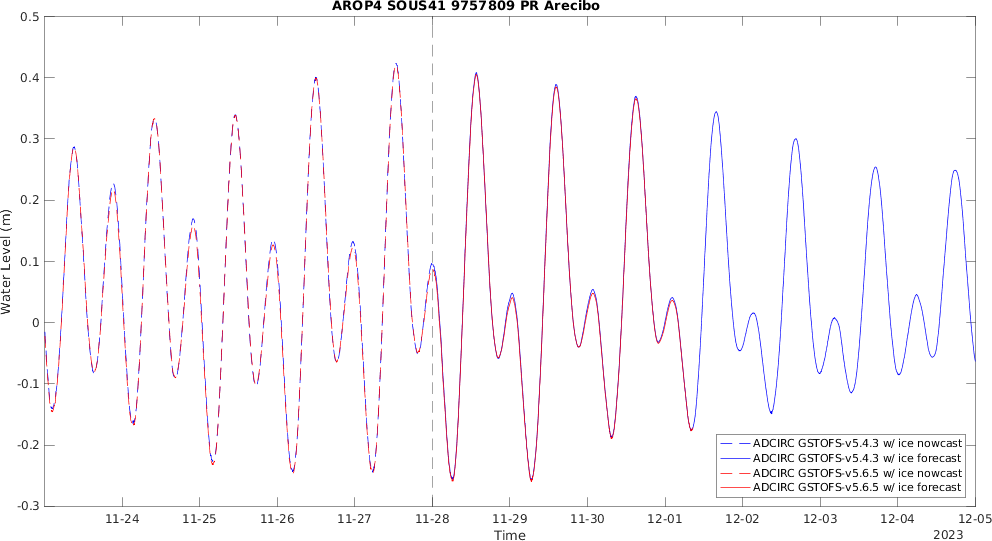 AROP4 SOUS41 9757809 PR Arecibo
0.5
0.4
0.3
0.2
0.1
0
-0.1
-0.2
-0.3
Water Level (m)
11-24 11-25 11-26 11-27 11-28 11-29 11-30 12-01 12-02 12-03 12-04 12-05
Time
2023
ADCIRC GSTOFS-v5.4.3 w/ ice nowcast
ADCIRC GSTOFS-v5.4.3 w/ ice forecast
ADCIRC GSTOFS-v5.6.5 w/ ice nowcast
ADCIRC GSTOFS-v5.6.5 w/ ice forecast